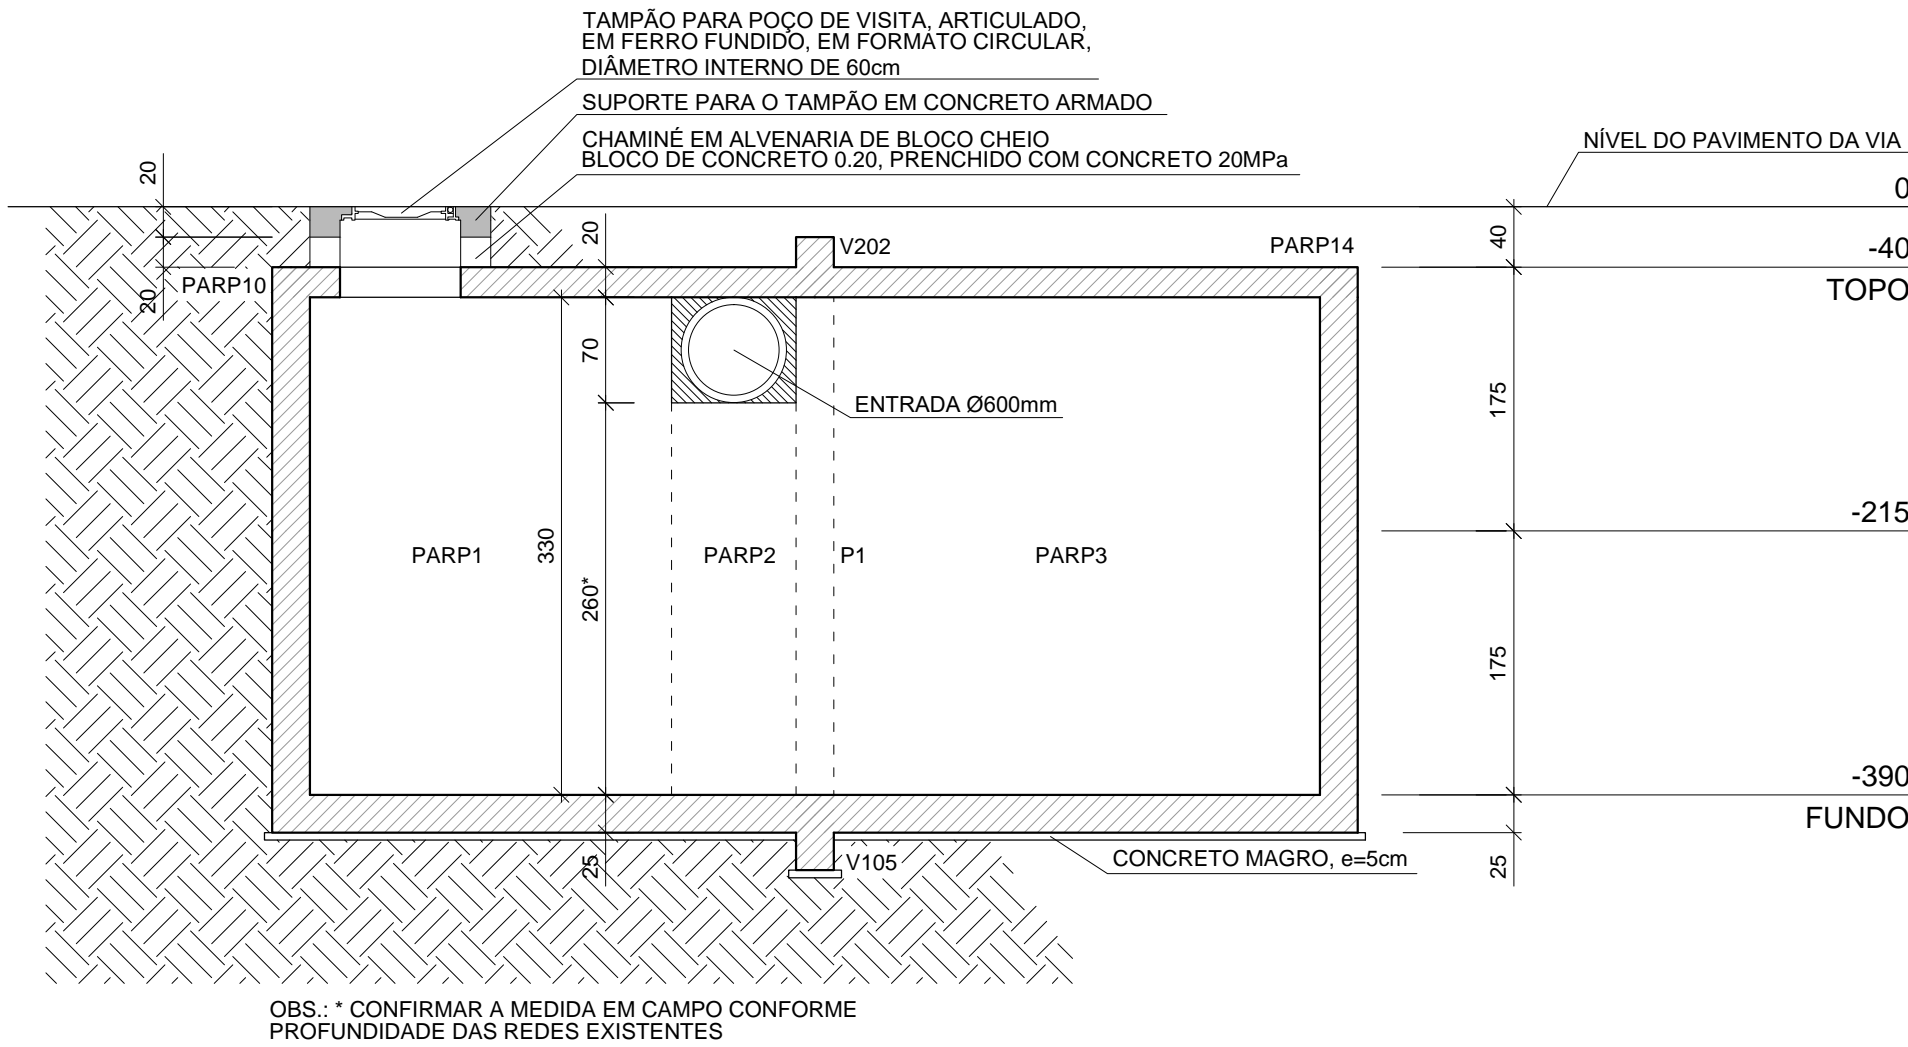 TAMPÃO PARA POÇO DE VISITA, ARTICULADO,
EM FERRO FUNDIDO, EM FORMATO CIRCULAR,
DIÂMETRO INTERNO DE 60cm
SUPORTE PARA O TAMPÃO EM CONCRETO ARMADO
CHAMINÉ EM ALVENARIA DE BLOCO CHEIO
BLOCO DE CONCRETO 0.20, PRENCHIDO COM CONCRETO 20MPa
NÍVEL DO PAVIMENTO DA VIA
0
20
20
40
V202
PARP14
-40
PARP10
20
TOPO
70
ENTRADA Ø600mm
175
-215
PARP1
330
260*
PARP2
P1
PARP3
175
-390
FUNDO
25
V105
CONCRETO MAGRO, e=5cm
25
OBS.: * CONFIRMAR A MEDIDA EM CAMPO CONFORME
PROFUNDIDADE DAS REDES EXISTENTES